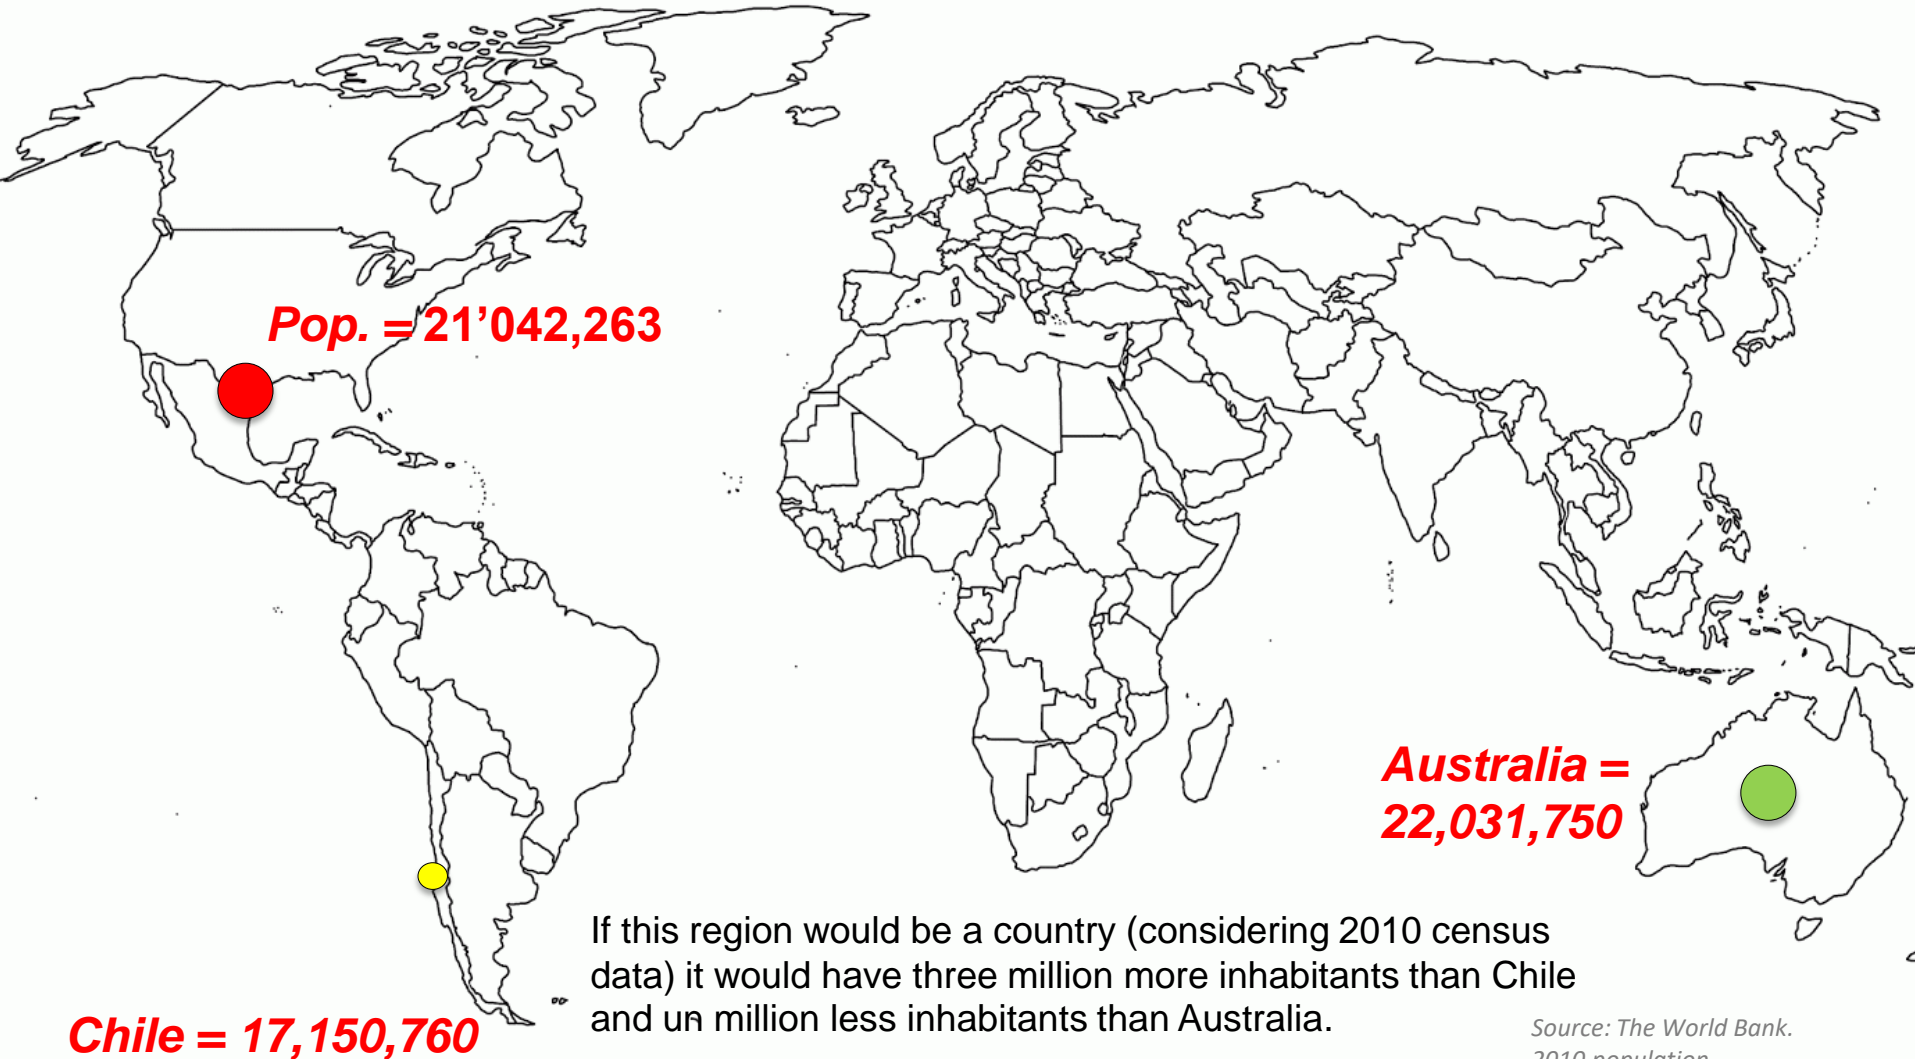 Pop. = 21’042,263
Australia =
22,031,750
If this region would be a country (considering 2010 census
data) it would have three million more inhabitants than Chile
and un million less inhabitants than Australia.
Chile = 17,150,760
Source: The World Bank.
2010 population